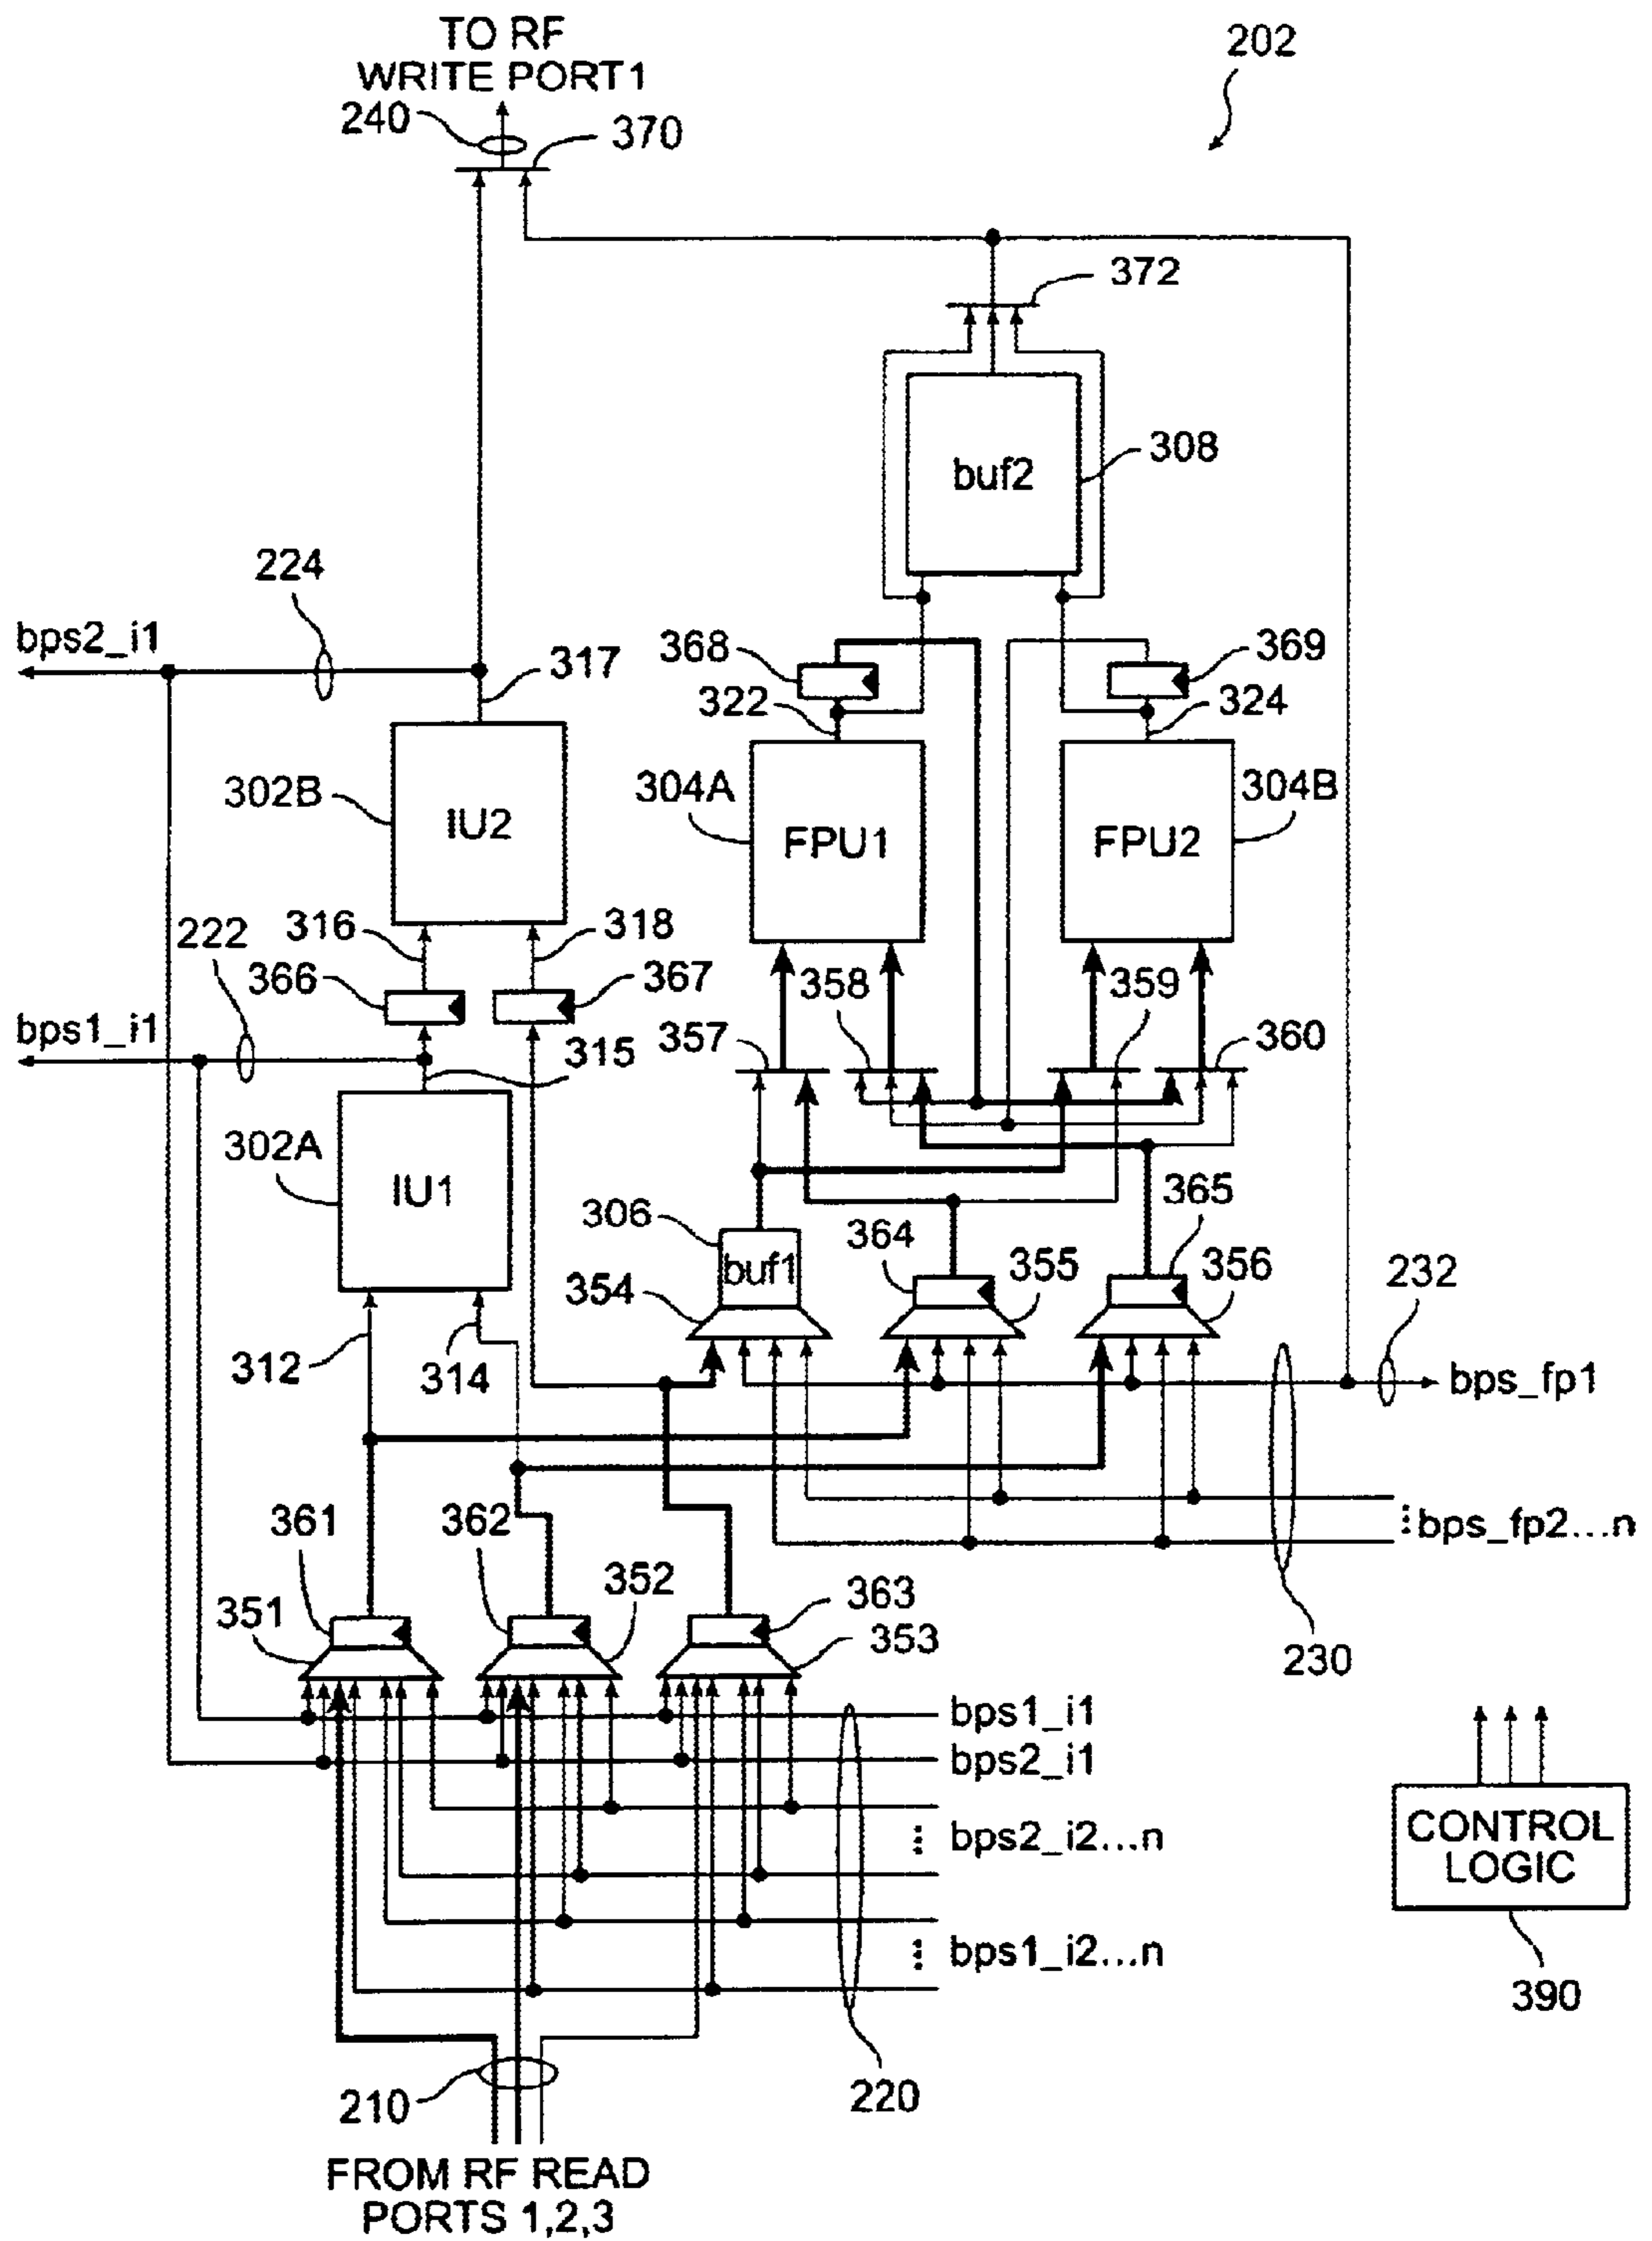 TO RF
WRITE PORT1
202
240
370
372
buf2
308
224
bps2_i1
317
368
369
322
324
302B
IU2
304A
FPU1
304B
FPU2
222
316
318
366
367
358
359
bps1_i1
315
357
360
302A
IU1
306
buf1
364
365
354
355
356
232
312
314
bps_fp1
361
362
bps_fp2...n
351
352
363
353
230
bps1_i1
bps2_i1
bps2_i2...n
CONTROL
LOGIC
bps1_i2...n
390
210
220
FROM RF READ
PORTS 1,2,3